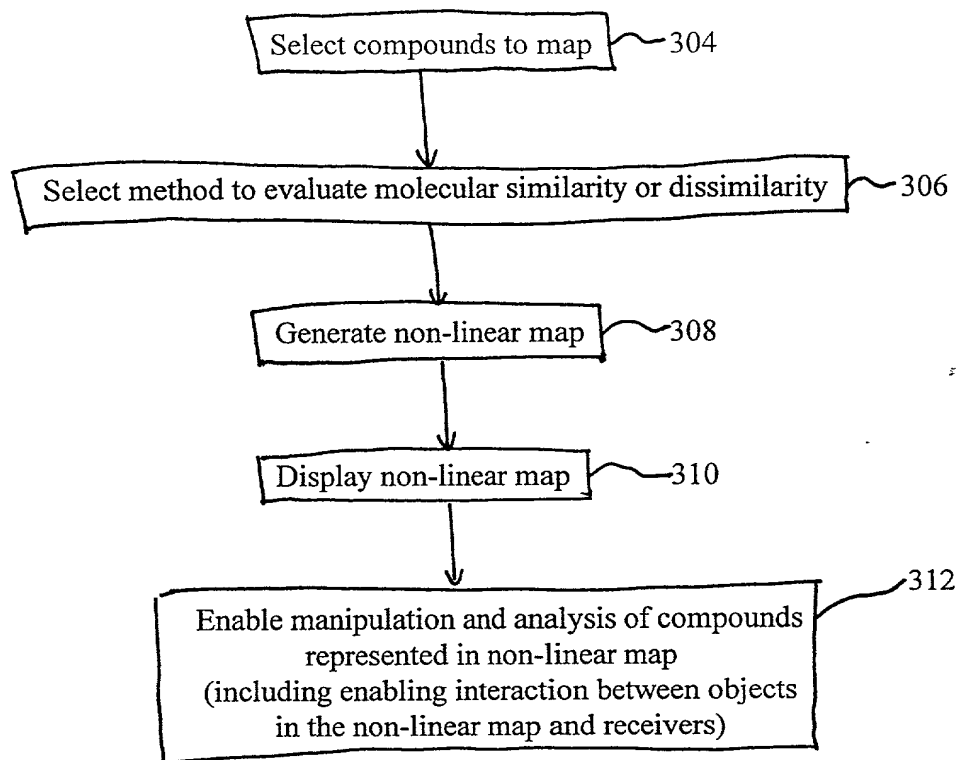 Select compounds to map
304
Select method to evaluate molecular similarity or dissimilarity
306
Generate non-linear map
308
Display non-linear map
310
312
Enable manipulation and analysis of compounds
represented in non-linear map
(including enabling interaction between objects
in the non-linear map and receivers)